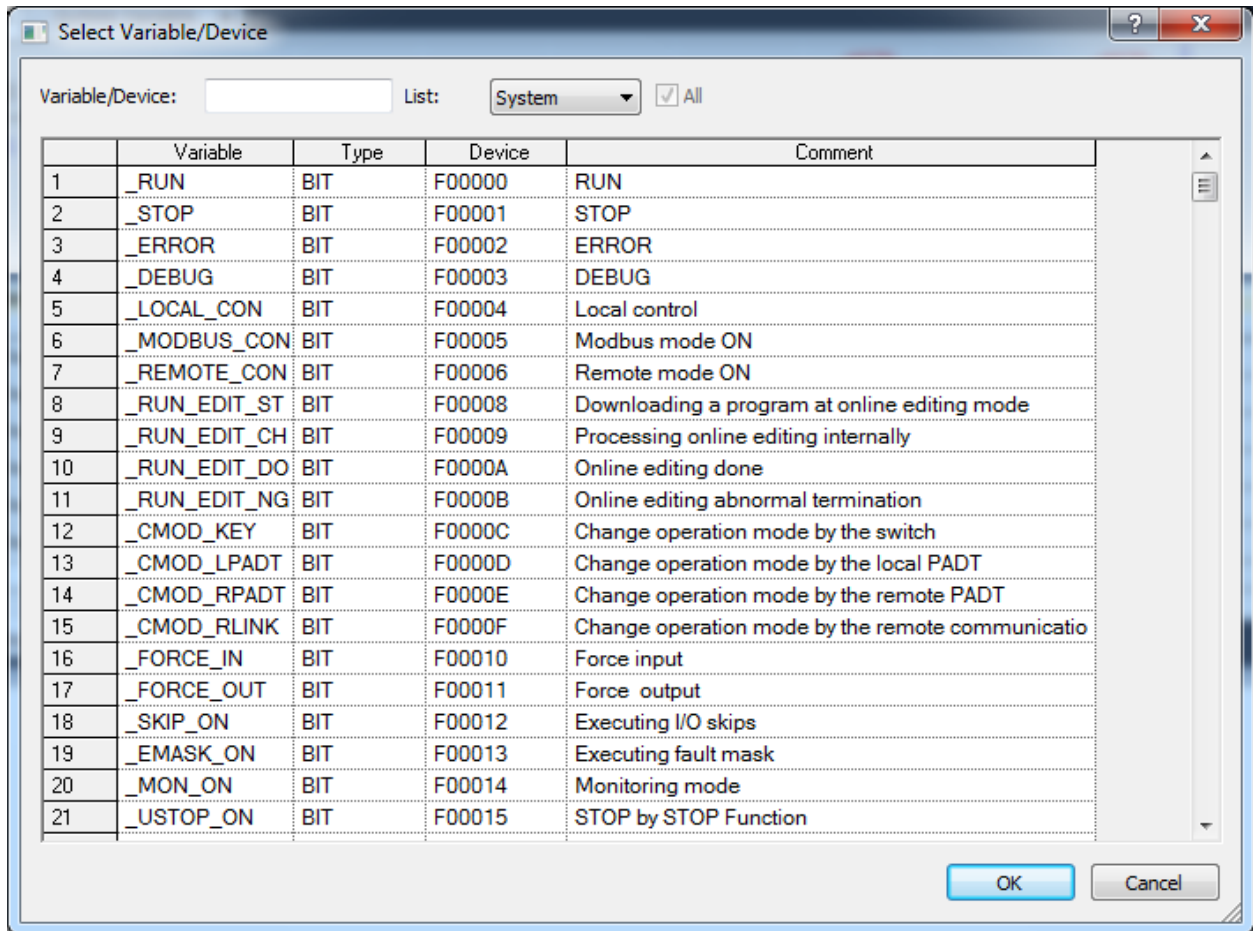 Select Variable/Device
Variable/Device: List: System All
Variable Type Device Comment
1 _RUN BIT F00000 RUN
2 _STOP BIT F00001 STOP
3 _ERROR BIT F00002 ERROR
4 _DEBUG BIT F00003 DEBUG
5 _LOCAL_CON BIT F00004 Local control
6 _MODBUS_CON BIT F00005 Modbus mode ON
7 _REMOTE_CON BIT F00006 Remote mode ON
8 _RUN_EDIT_ST BIT F00008 Downloading a program at online editing mode
9 _RUN_EDIT_CH BIT F00009 Processing online editing internally
10 _RUN_EDIT_DO BIT F0000A Online editing done
11 _RUN_EDIT_NG BIT F0000B Online editing abnormal termination
12 _CMOD_KEY BIT F0000C Change operation mode by the switch
13 _CMOD_LPADT BIT F0000D Change operation mode by the local PADT
14 _CMOD_RPADT BIT F0000E Change operation mode by the remote PADT
15 _CMOD_RLINK BIT F0000F Change operation mode by the remote communicatio
16 _FORCE_IN BIT F00010 Force input
17 _FORCE_OUT BIT F00011 Force output
18 _SKIP_ON BIT F00012 Executing I/O skips
19 _EMASK_ON BIT F00013 Executing fault mask
20 _MON_ON BIT F00014 Monitoring mode
21 _USTOP_ON BIT F00015 STOP by STOP Function
OK Cancel